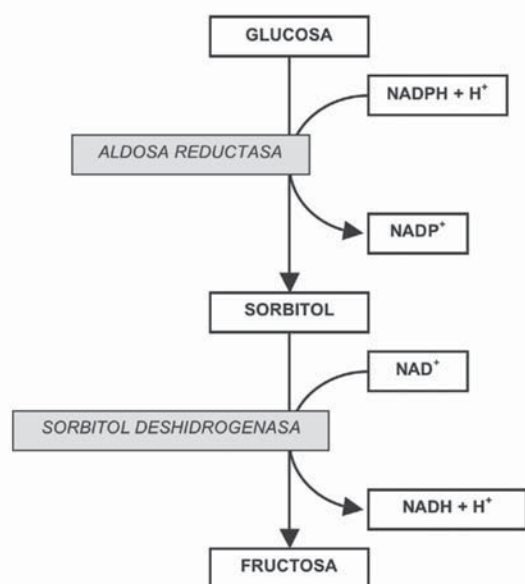 GLUCOSA
NADPH + H⁺
ALDOSA REDUCTASA
NADP⁺
SORBITOL
NAD⁺
SORBITOL DESHIDROGENASA
NADH + H⁺
FRUCTOSA